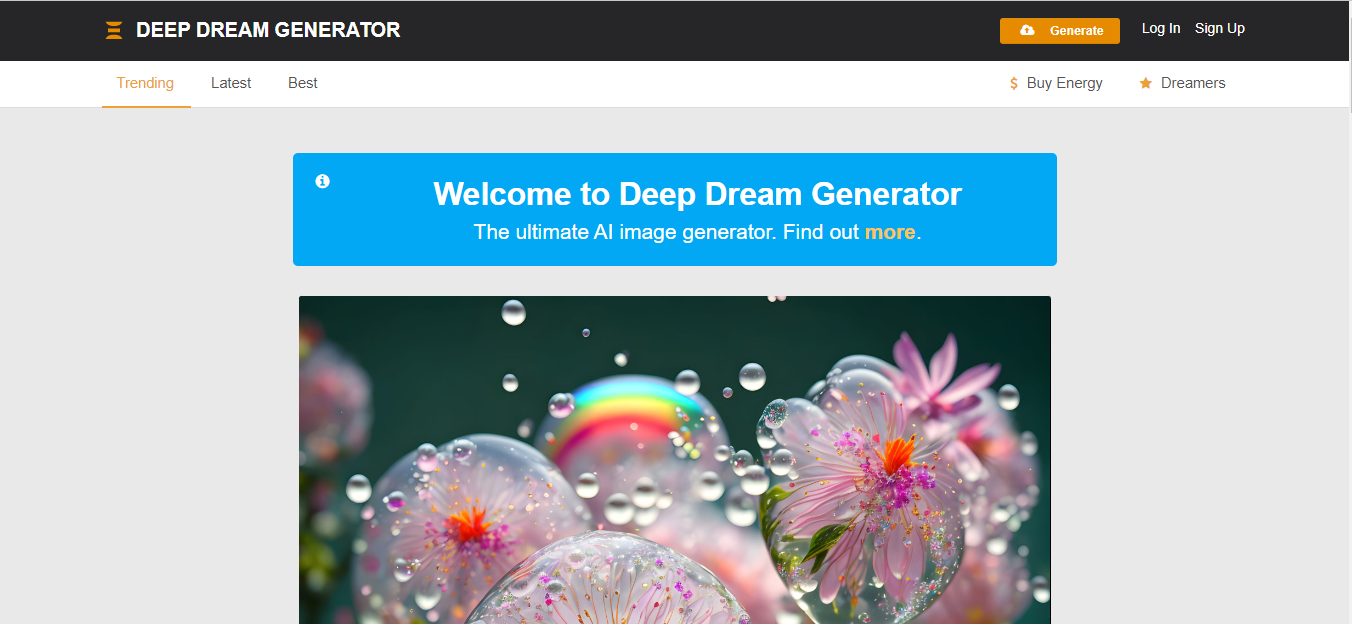 DEEP DREAM GENERATOR
Generate
Log In
Sign Up
Trending
Latest
Best
$ Buy Energy
Dreamers
Welcome to Deep Dream Generator
The ultimate AI image generator. Find out more.